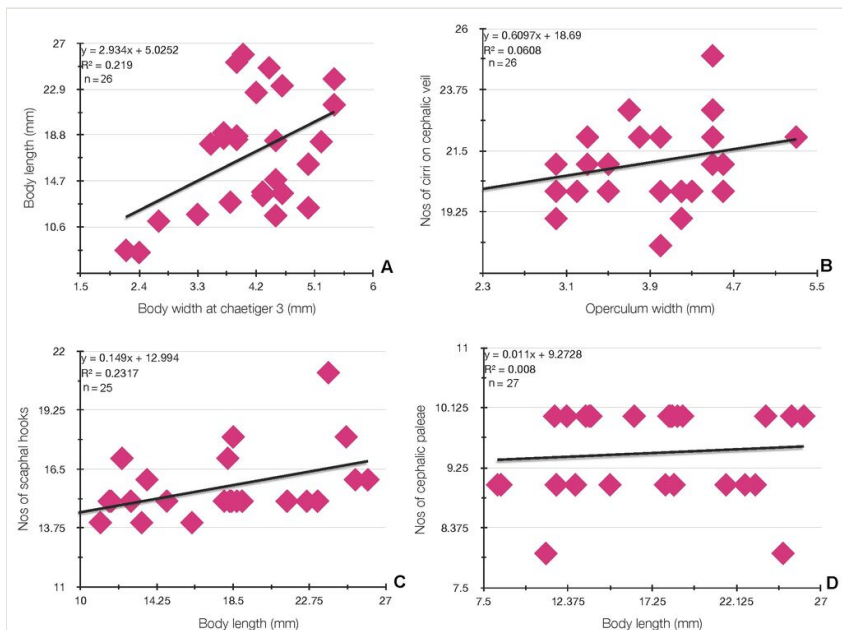 y = 2.934x + 5.0252
R² = 0.219
n = 26
Body length (mm)
27
22.9
18.8
14.7
10.6
1.5 2.4 3.3 4.2 5.1 6
Body width at chaetiger 3 (mm)
A
y = 0.6097x + 18.69
R² = 0.0608
n = 26
Nos of cirri on cephalic veil
26
23.75
21.5
19.25
2.3 3.1 3.9 4.7 5.5
Operculum width (mm)
B
y = 0.149x + 12.994
R² = 0.2317
n = 25
Nos of scaphal hooks
22
19.25
16.5
13.75
11
10 14.25 18.5 22.75 27
Body length (mm)
C
y = 0.011x + 9.2728
R² = 0.008
n = 27
Nos of cephalic paleae
11
10.125
9.25
8.375
7.5
7.5 12.375 17.25 22.125 27
Body length (mm)
D